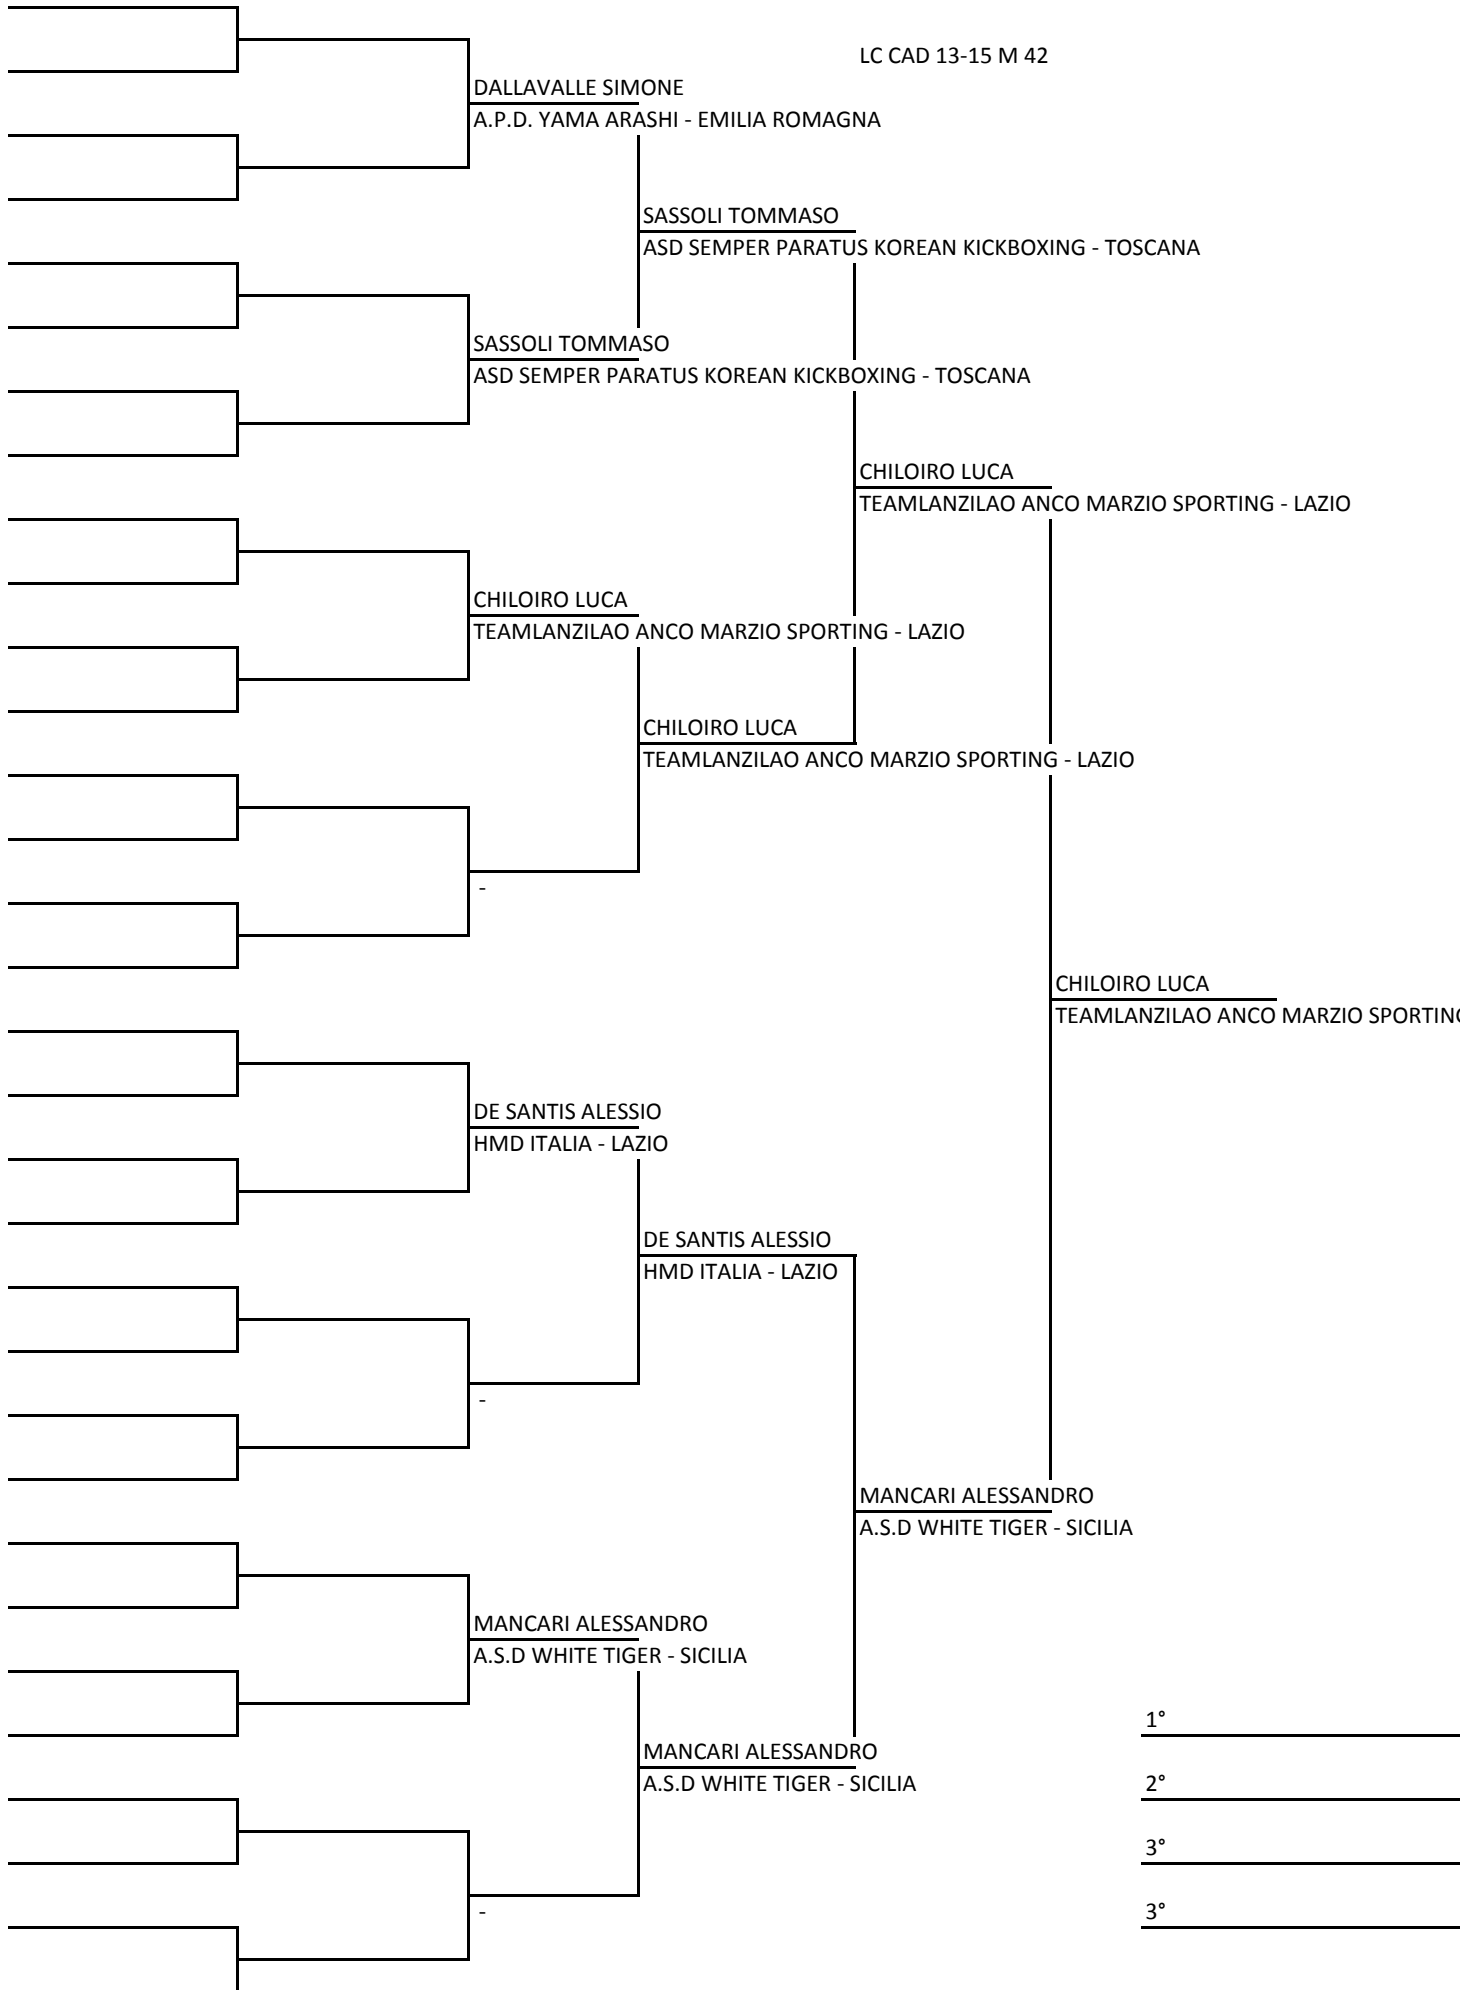 LC CAD 13-15 M 42
DALLAVALLE SIMONE
A.P.D. YAMA ARASHI - EMILIA ROMAGNA
SASSOLI TOMMASO
ASD SEMPER PARATUS KOREAN KICKBOXING - TOSCANA
SASSOLI TOMMASO
ASD SEMPER PARATUS KOREAN KICKBOXING - TOSCANA
CHILOIRO LUCA
TEAMLANZILAO ANCO MARZIO SPORTING - LAZIO
CHILOIRO LUCA
TEAMLANZILAO ANCO MARZIO SPORTING - LAZIO
CHILOIRO LUCA
TEAMLANZILAO ANCO MARZIO SPORTING - LAZIO
-
CHILOIRO LUCA
TEAMLANZILAO ANCO MARZIO SPORTING
DE SANTIS ALESSIO
HMD ITALIA - LAZIO
DE SANTIS ALESSIO
HMD ITALIA - LAZIO
-
MANCARI ALESSANDRO
A.S.D WHITE TIGER - SICILIA
MANCARI ALESSANDRO
A.S.D WHITE TIGER - SICILIA
1°
MANCARI ALESSANDRO
A.S.D WHITE TIGER - SICILIA
2°
3°
-
3°